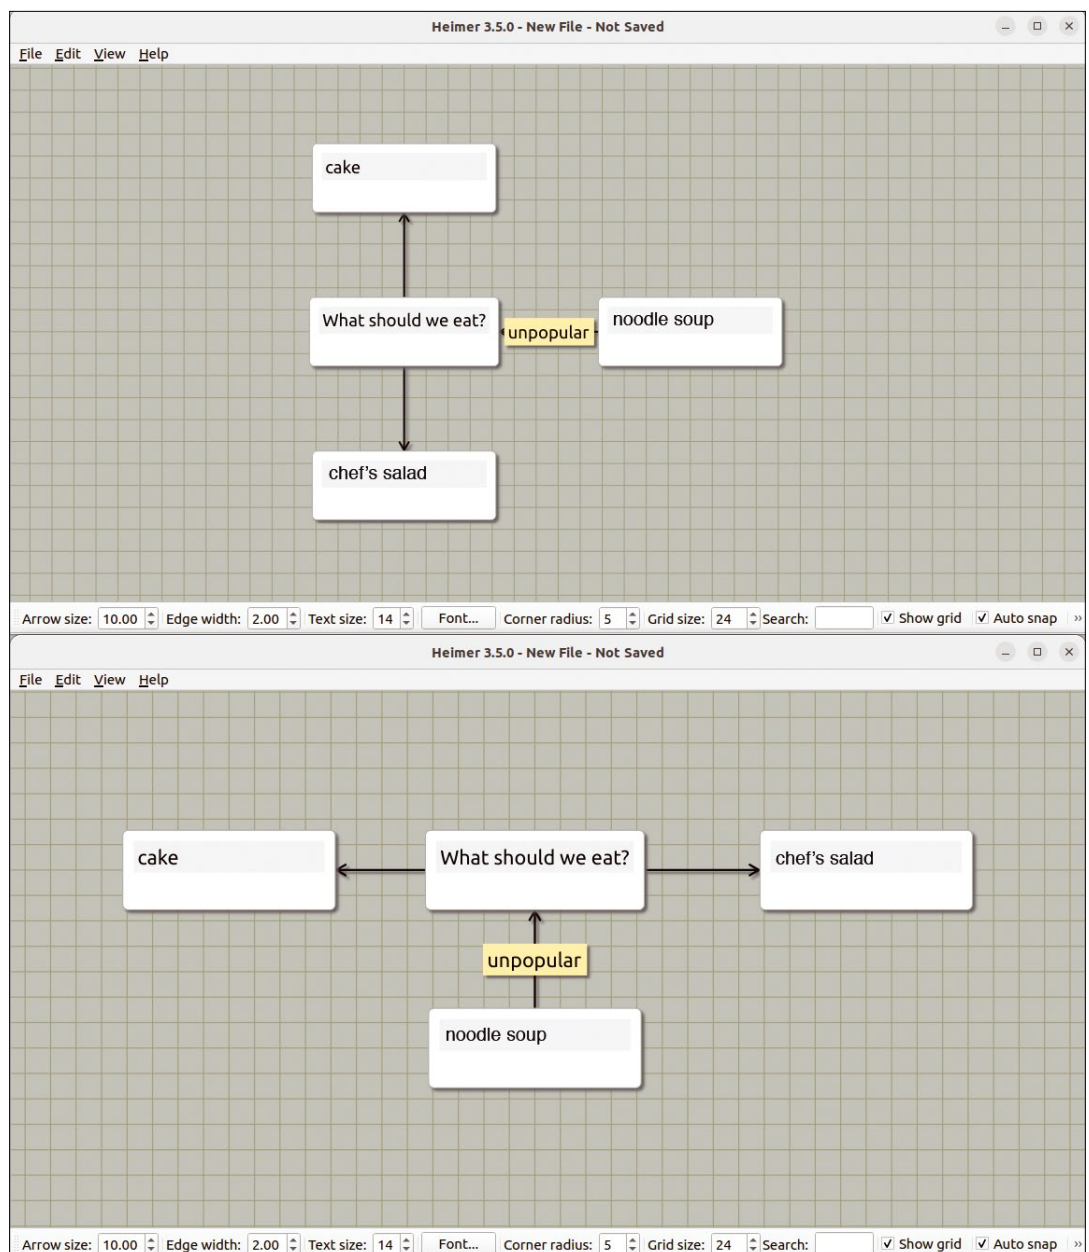 Heimer 3.5.0 - New File - Not Saved
File Edit View Help
cake
What should we eat? unpopular noodle soup
chef's salad
Arrow size: 10.00 Edge width: 2.00 Text size: 14 Font... Corner radius: 5 Grid size: 24 Search: Show grid Auto snap »
Heimer 3.5.0 - New File - Not Saved
File Edit View Help
cake What should we eat? chef's salad
unpopular
noodle soup
Arrow size: 10.00 Edge width: 2.00 Text size: 14 Font... Corner radius: 5 Grid size: 24 Search: Show grid Auto snap »